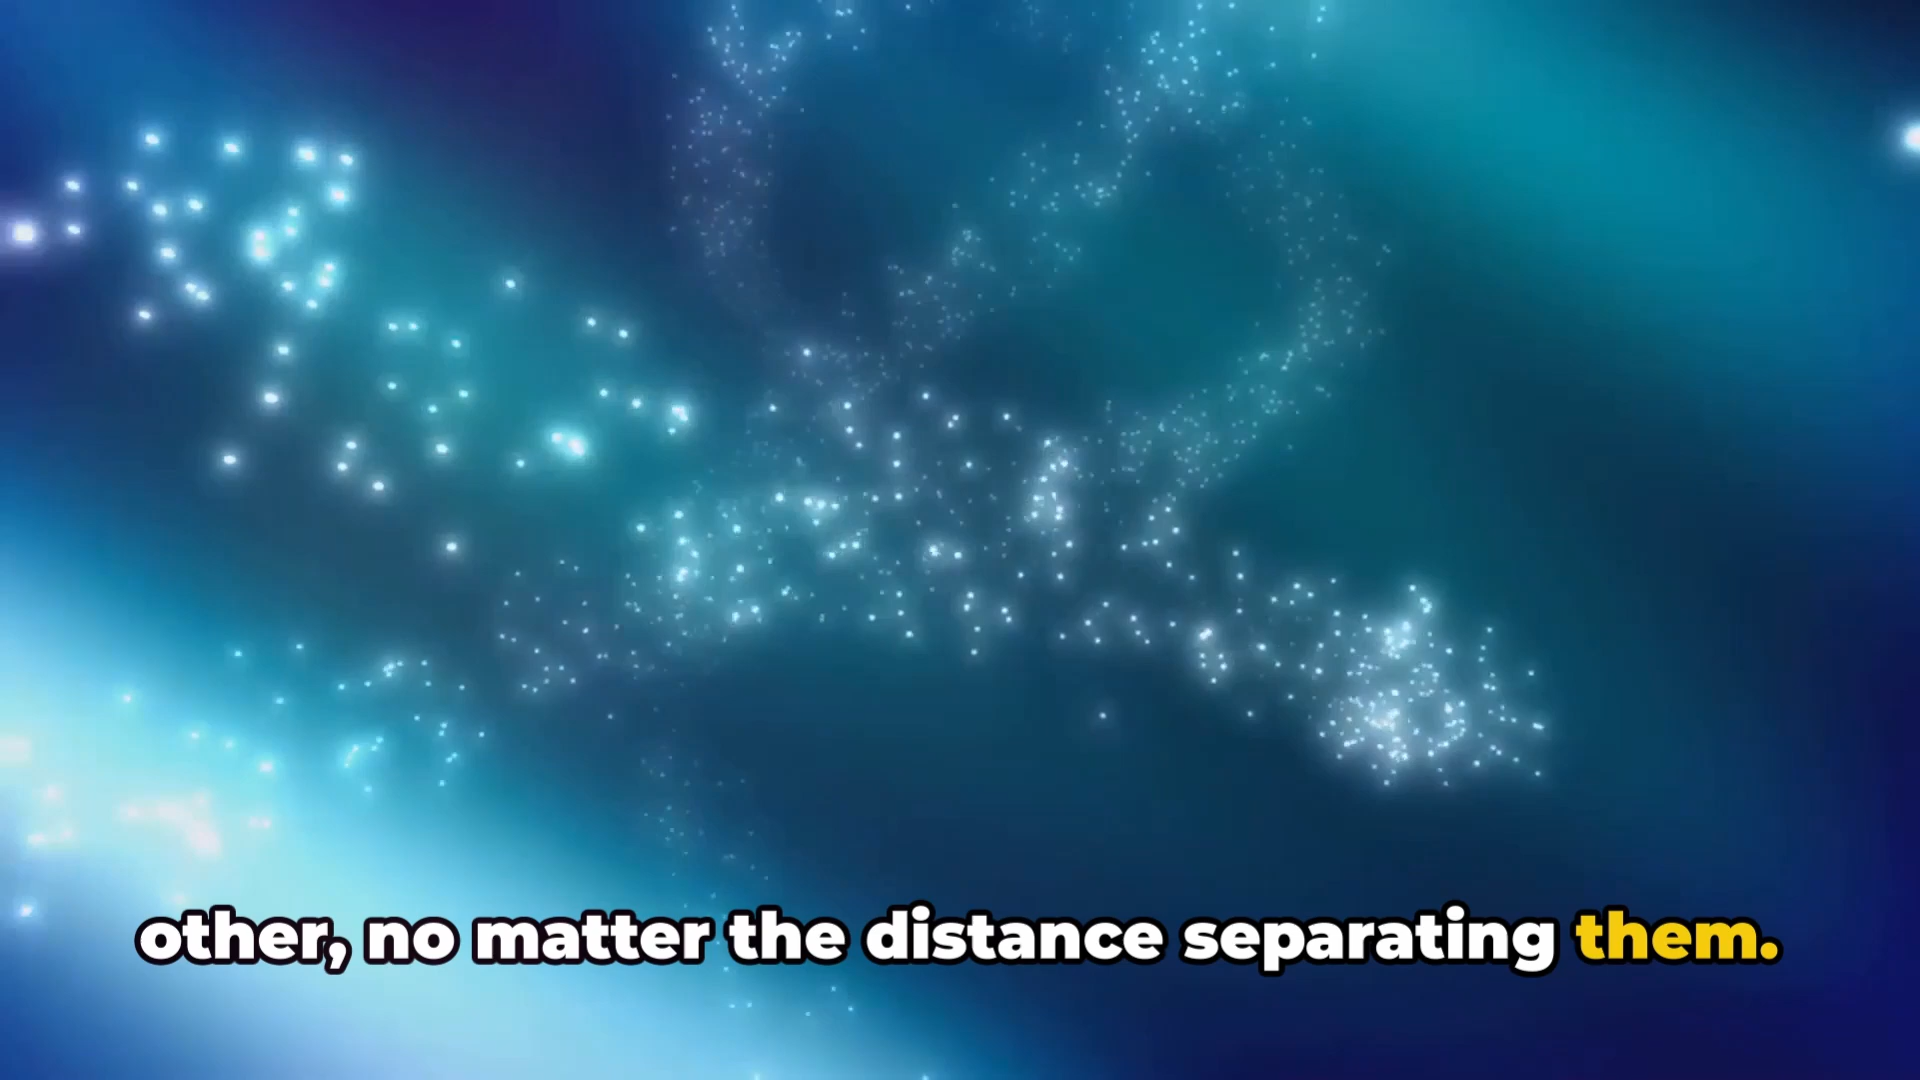 other, no matter the distance separating them.